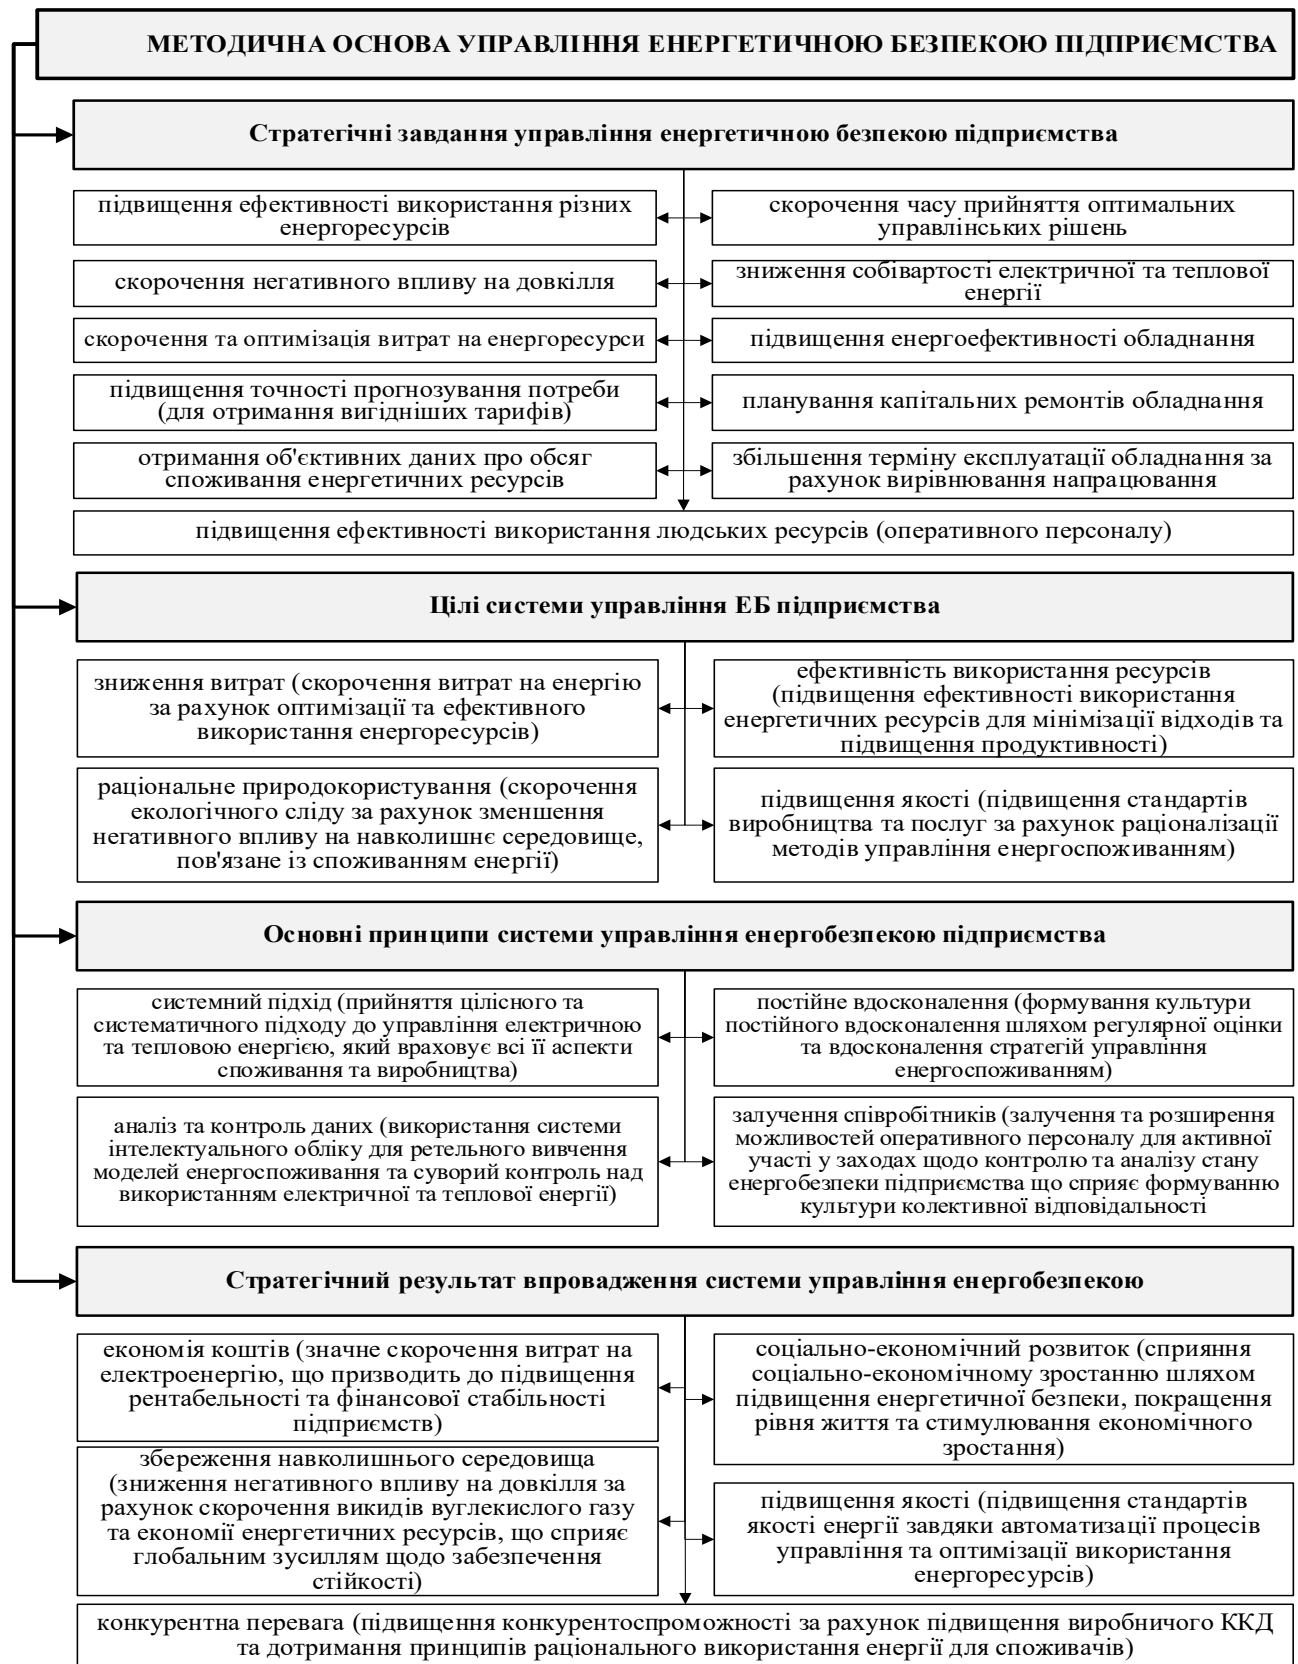 МЕТОДИЧНА ОСНОВА УПРАВЛІННЯ ЕНЕРГЕТИЧНОЮ БЕЗПЕКОЮ ПІДПРИЄМСТВА
Стратегічні завдання управління енергетичною безпекою підприємства
підвищення ефективності використання різних
енергоресурсів
скорочення часу прийняття оптимальних
управлінських рішень
скорочення негативного впливу на довкілля
зниження собівартості електричної та теплової
енергії
скорочення та оптимізація витрат на енергоресурси
підвищення енергоефективності обладнання
підвищення точності прогнозування потреби
(для отримання вигідніших тарифів)
планування капітальних ремонтів обладнання
отримання об'єктивних даних про обсяг
споживання енергетичних ресурсів
збільшення терміну експлуатації обладнання за
рахунок вирівнювання напрацювання
підвищення ефективності використання людських ресурсів (оперативного персоналу)
Цілі системи управління ЕБ підприємства
зниження витрат (скорочення витрат на енергію
за рахунок оптимізації та ефективного
використання енергоресурсів)
ефективність використання ресурсів
(підвищення ефективності використання
енергетичних ресурсів для мінімізації відходів та
підвищення продуктивності)
раціональне природокористування (скорочення
екологічного сліду за рахунок зменшення
негативного впливу на навколишнє середовище,
пов'язане із споживанням енергії)
підвищення якості (підвищення стандартів
виробництва та послуг за рахунок раціоналізації
методів управління енергоспоживанням)
Основні принципи системи управління енергобезпекою підприємства
системний підхід (прийняття цілісного та
систематичного підходу до управління електричною
та тепловою енергією, який враховує всі її аспекти
споживання та виробництва)
постійне вдосконалення (формування культури
постійного вдосконалення шляхом регулярної оцінки
та вдосконалення стратегій управління
енергоспоживанням)
аналіз та контроль даних (використання системи
інтелектуального обліку для ретельного вивчення
моделей енергоспоживання та суворий контроль над
використанням електричної та теплової енергії)
залучення співробітників (залучення та розширення
можливостей оперативного персоналу для активної
участі у заходах щодо контролю та аналізу стану
енергобезпеки підприємства що сприяє формуванню
культури колективної відповідальності
Стратегічний результат впровадження системи управління енергобезпекою
економія коштів (значне скорочення витрат на
електроенергію, що призводить до підвищення
рентабельності та фінансової стабільності
підприємств)
соціально-економічний розвиток (сприяння
соціально-економічному зростанню шляхом
підвищення енергетичної безпеки, покращення
рівня життя та стимулювання економічного
зростання)
збереження навколишнього середовища
(зниження негативного впливу на довкілля за
рахунок скорочення викидів вуглекислого газу
та економії енергетичних ресурсів, що сприяє
глобальним зусиллям щодо забезпечення
стійкості)
підвищення якості (підвищення стандартів
якості енергії завдяки автоматизації процесів
управління та оптимізації використання
енергоресурсів)
конкурентна перевага (підвищення конкурентоспроможності за рахунок підвищення виробничого ККД
та дотримання принципів раціонального використання енергії для споживачів)